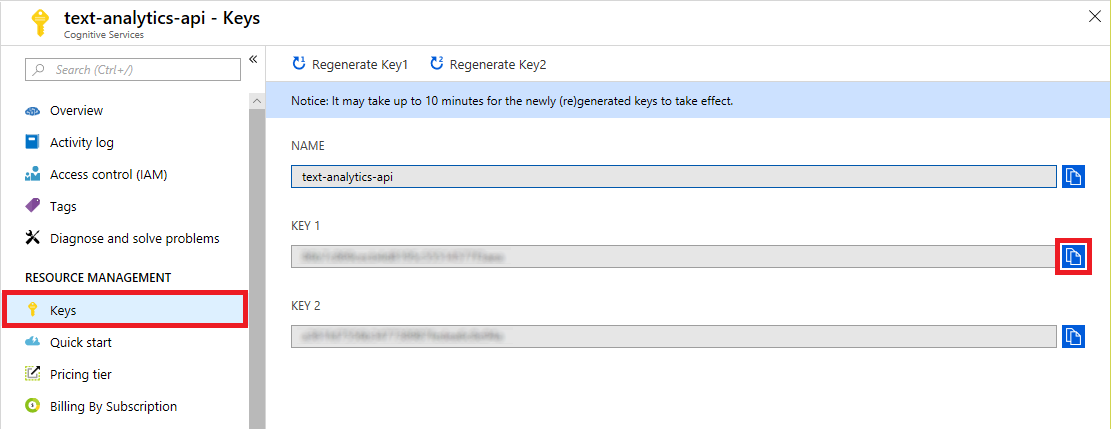 text-analytics-api - Keys
Cognitive Services
Search (Ctrl+/)
«
Overview
Activity log
Access control (IAM)
Tags
Diagnose and solve problems
RESOURCE MANAGEMENT
Keys
Quick start
Pricing tier
Billing By Subscription
1 Regenerate Key1
2 Regenerate Key2
Notice: It may take up to 10 minutes for the newly (re)generated keys to take effect.
NAME
text-analytics-api
KEY 1
KEY 2